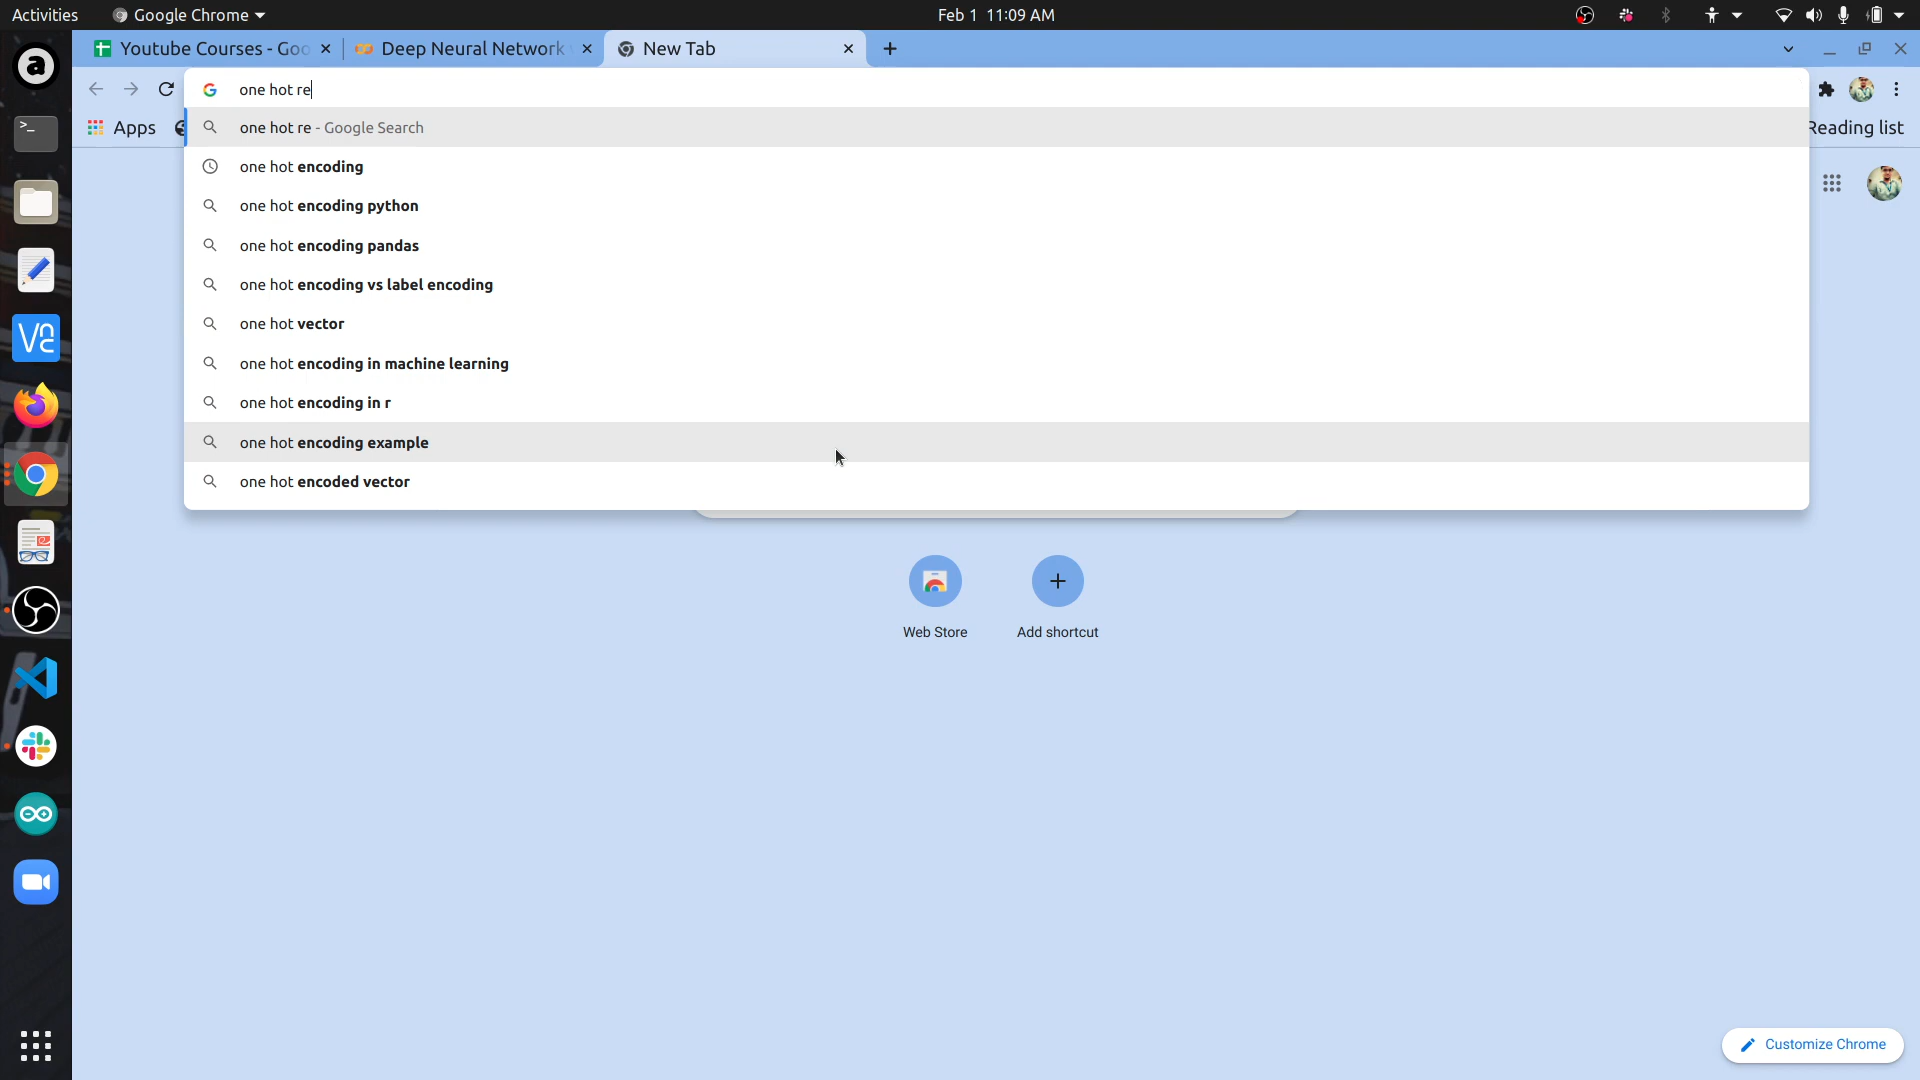 Activities
Google Chrome
Feb 1 11:09 AM
Youtube Courses - Goo
Deep Neural Network
New Tab
one hot re
Apps
Reading list
one hot re - Google Search
one hot encoding
one hot encoding python
one hot encoding pandas
one hot encoding vs label encoding
one hot vector
one hot encoding in machine learning
one hot encoding in r
one hot encoding example
one hot encoded vector
Web Store
Add shortcut
Customize Chrome